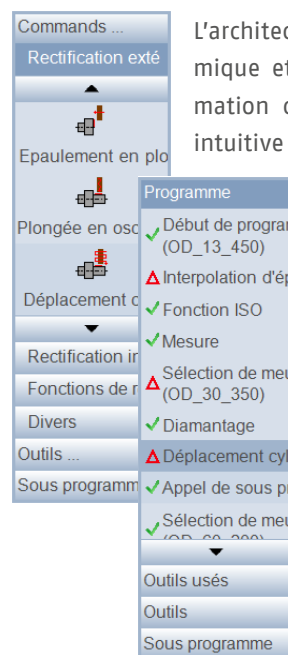 Commands ...
Rectification exté
Epaulement en plo
Plongée en osc
Déplacement c
Rectification in
Fonctions de r
Divers
Outils ...
Sous programm
L'architec
mique et
mation d
intuitive
Programme
Début de program
(OD_13_450)
Interpolation d'ép
Fonction ISO
Mesure
Sélection de meu
(OD_30_350)
Diamantage
Déplacement cyl
Appel de sous pr
Sélection de meu
(OD_60_200)
Outils usés
Outils
Sous programme